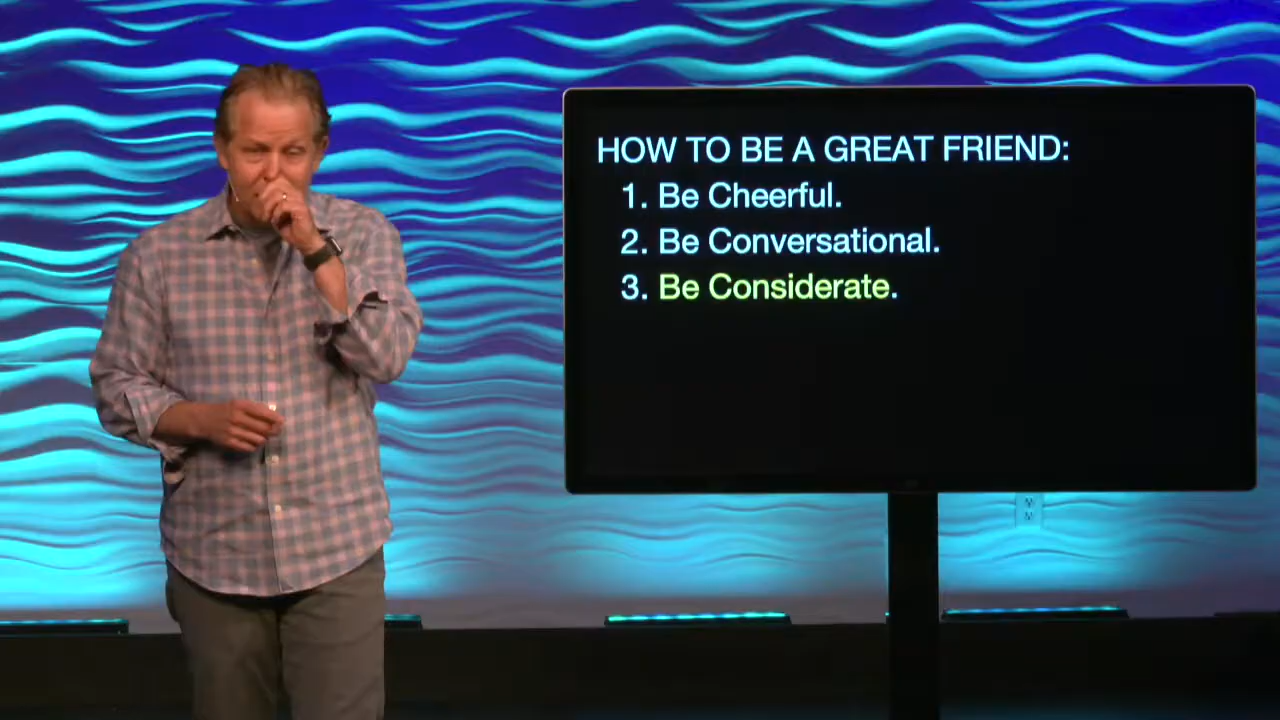 HOW TO BE A GREAT FRIEND:
1. Be Cheerful.
2. Be Conversational.
3. Be Considerate.